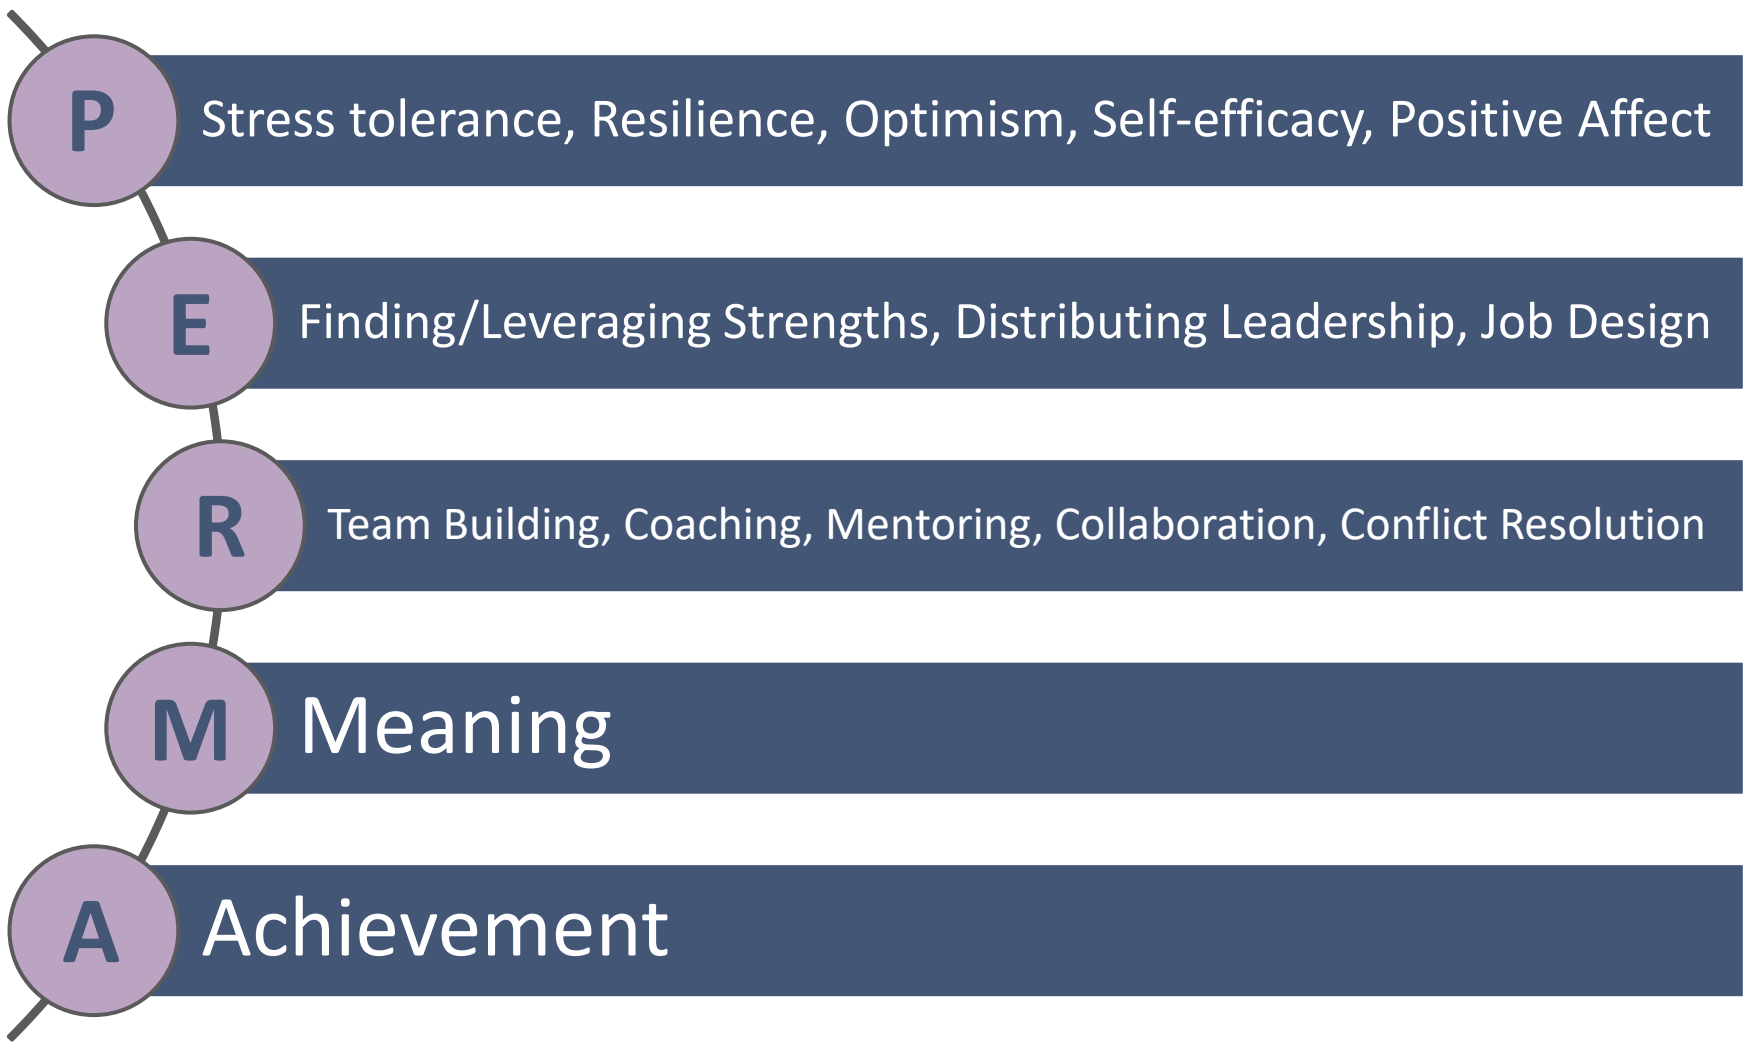 P
Stress tolerance, Resilience, Optimism, Self-efficacy, Positive Affect
E
Finding/Leveraging Strengths, Distributing Leadership, Job Design
R
Team Building, Coaching, Mentoring, Collaboration, Conflict Resolution
M
Meaning
A
Achievement